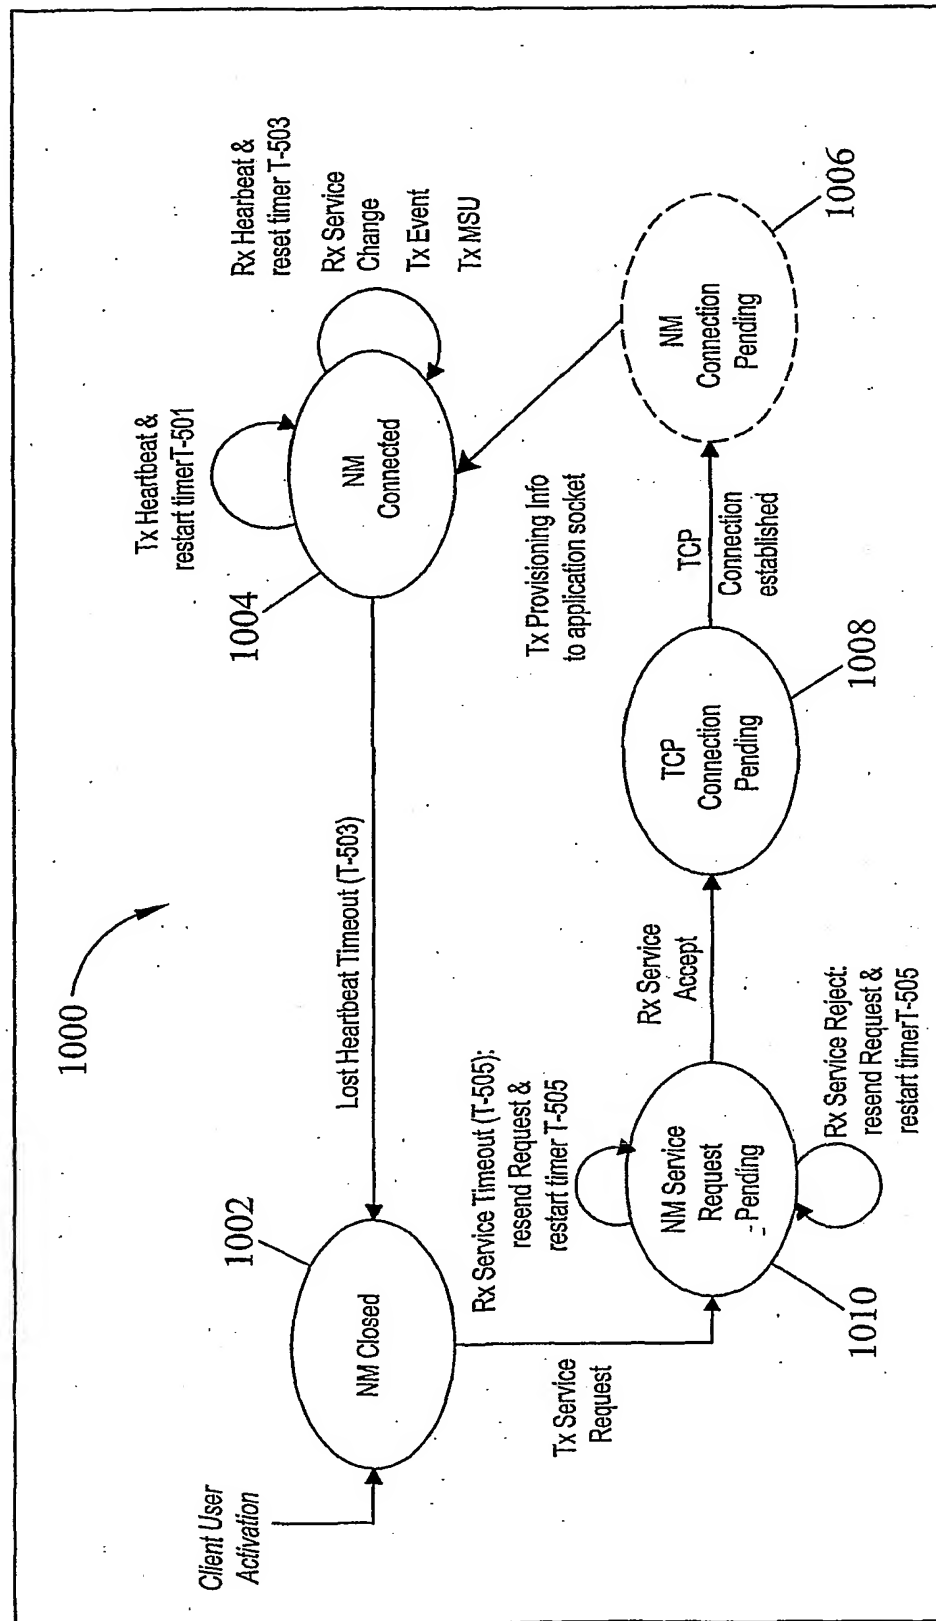 1000
Client User
Activation
NM Closed
1002
Lost Heartbeat Timeout (T-503)
1004
NM
Connected
Tx Heartbeat &
restart timerT-501
Rx Hearbeat &
reset timer T-503
Rx Service
Change
Tx Event
Tx MSU
Tx Service
Request
Rx Service Timeout (T-505):
resend Request &
restart timer T-505
NM Service
Request
- Pending
1010
Rx Service Reject:
resend Request &
restart timerT-505
Rx Service
Accept
TCP
Connection
Pending
1008
TCP
Connection
established
Tx Provisioning Info
to application socket
NM
Connection
Pending
1006